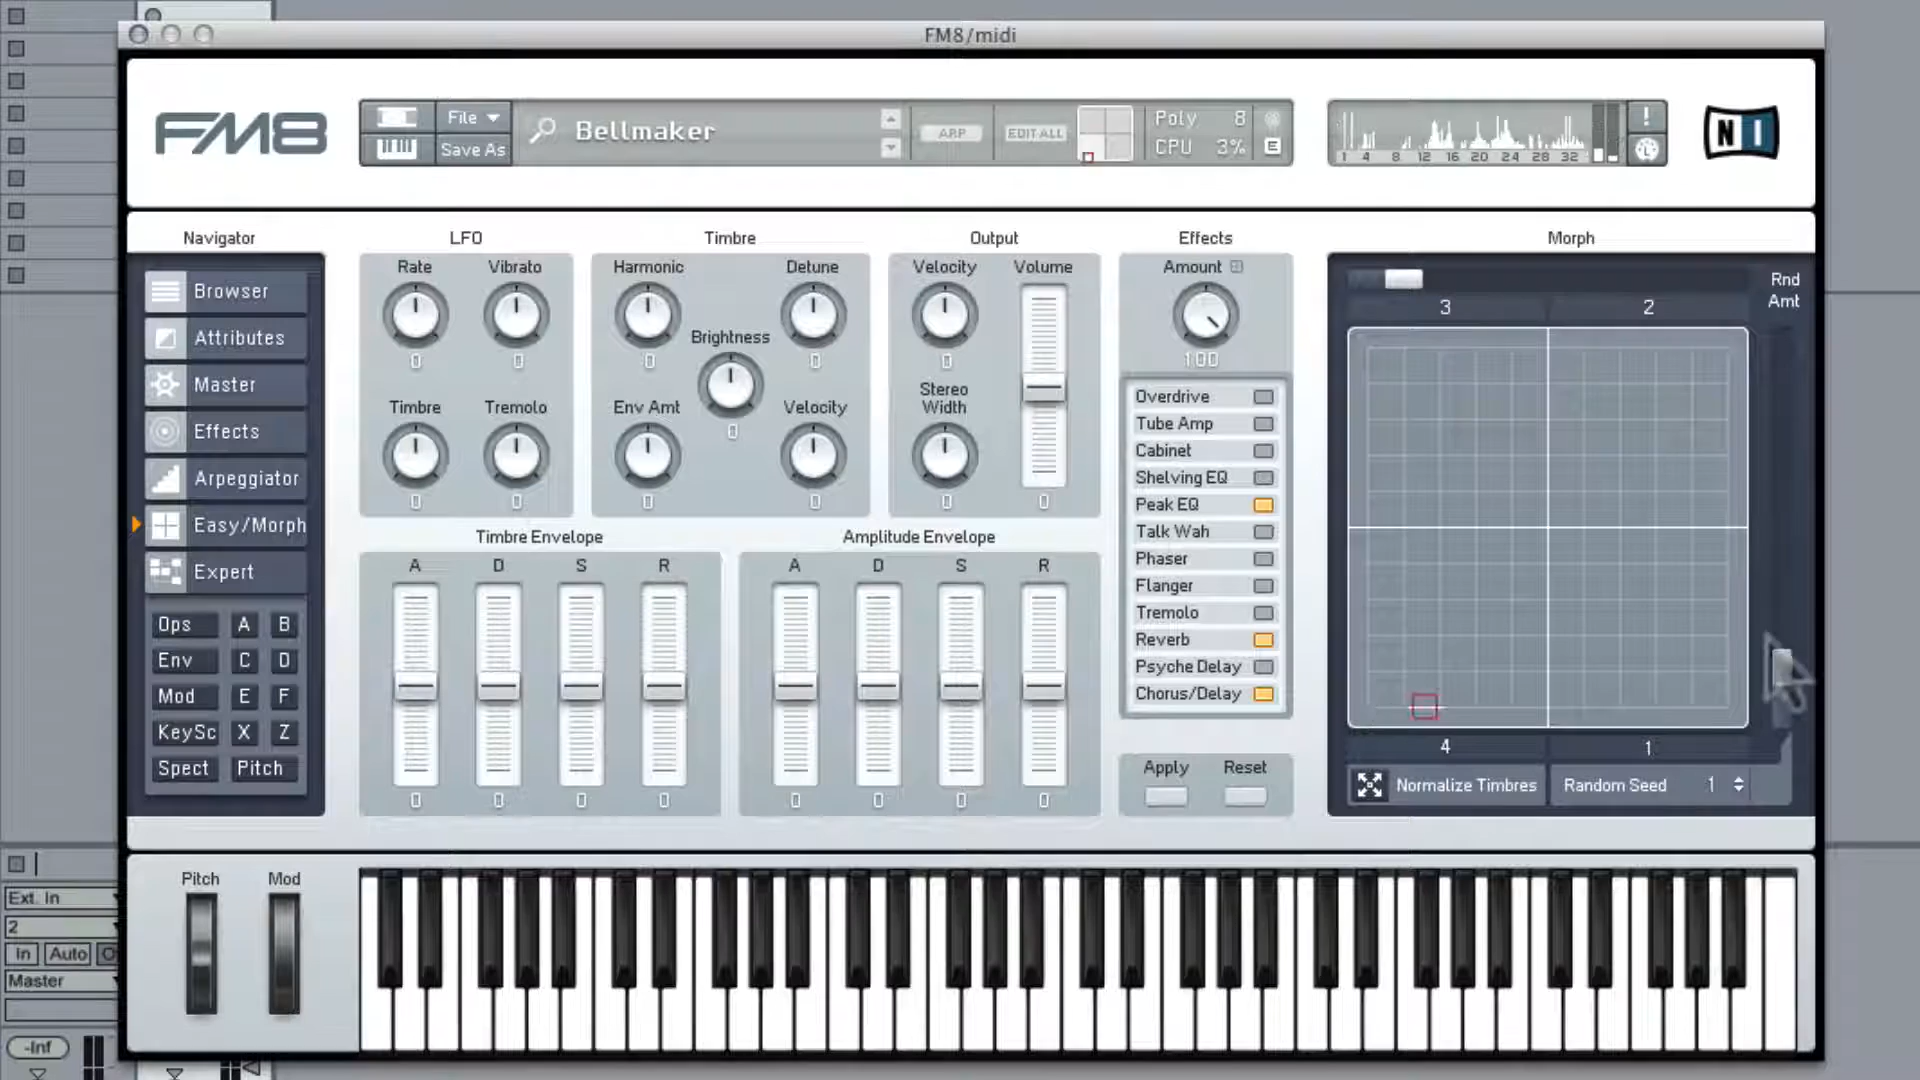 FM8/midi
FM8
File
Save As
Bellmaker
ARP
EDIT ALL
Poly 8
CPU 3%
E
1 4 8 12 16 20 24 28 32
!
NI
Navigator
Browser
Attributes
Master
Effects
Arpeggiator
Easy/Morph
Expert
Ops A B
Env C D
Mod E F
KeySc X Z
Spect Pitch
LFO
Rate Vibrato
0 0
Timbre Tremolo
0 0
Timbre
Harmonic Detune
Brightness
0 0
Env Amt Velocity
0
0 0
Output
Velocity Volume
0
Stereo
Width
0 0
Timbre Envelope
A D S R
0 0 0 0
Amplitude Envelope
A D S R
0 0 0 0
Effects
Amount
100
Overdrive
Tube Amp
Cabinet
Shelving EQ
Peak EQ
Talk Wah
Phaser
Flanger
Tremolo
Reverb
Psyche Delay
Chorus/Delay
Apply Reset
Morph
Rnd
Amt
3 2
4 1
Normalize Timbres
Random Seed 1
Pitch Mod
Ext. In
2
In Auto
Master
-Inf